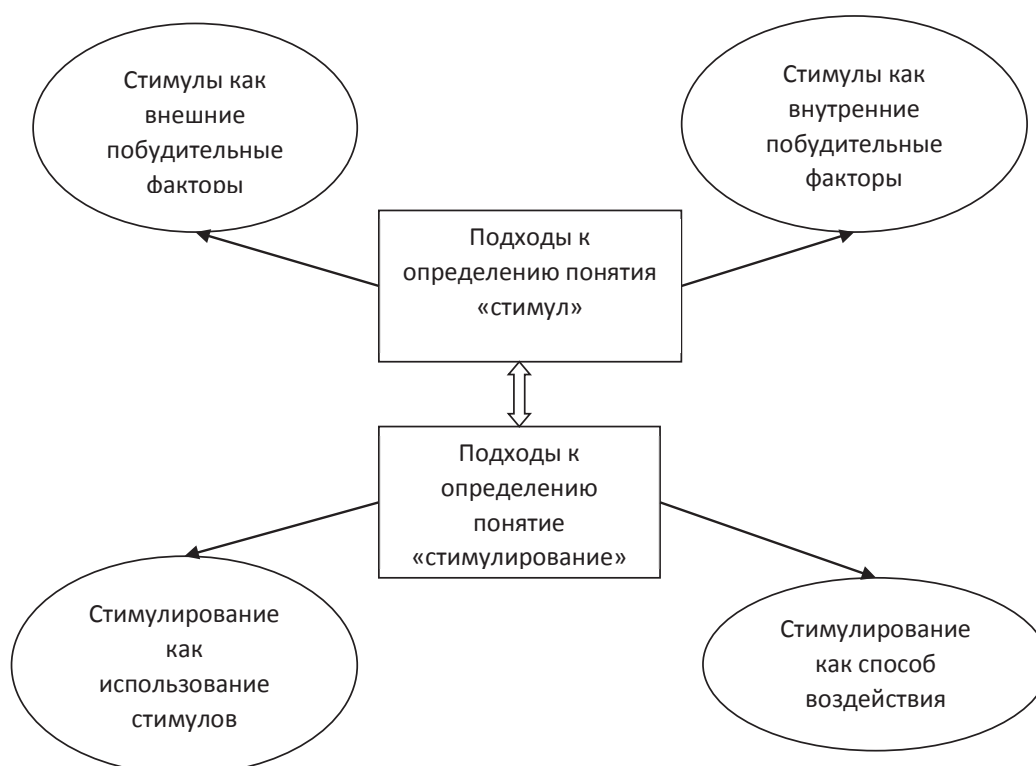 Стимулы как
внешние
побудительные
факторы
Стимулы как
внутренние
побудительные
факторы
Подходы к
определению понятия
«стимул»
Подходы к
определению
понятие
«стимулирование»
Стимулирование
как
использование
стимулов
Стимулирование
как способ
воздействия